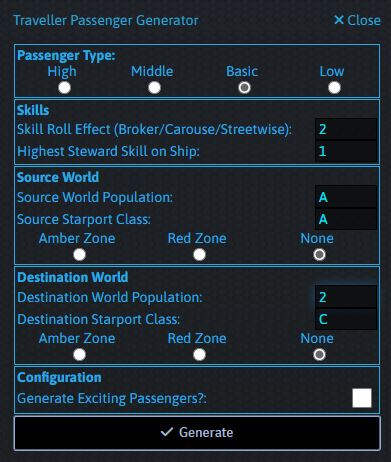 Traveller Passenger Generator ✕ Close
Passenger Type:
High Middle Basic Low
Skills
Skill Roll Effect (Broker/Carouse/Streetwise): 2
Highest Steward Skill on Ship: 1
Source World
Source World Population: A
Source Starport Class: A
Amber Zone Red Zone None
Destination World
Destination World Population: 2
Destination Starport Class: C
Amber Zone Red Zone None
Configuration
Generate Exciting Passengers?:
✓ Generate